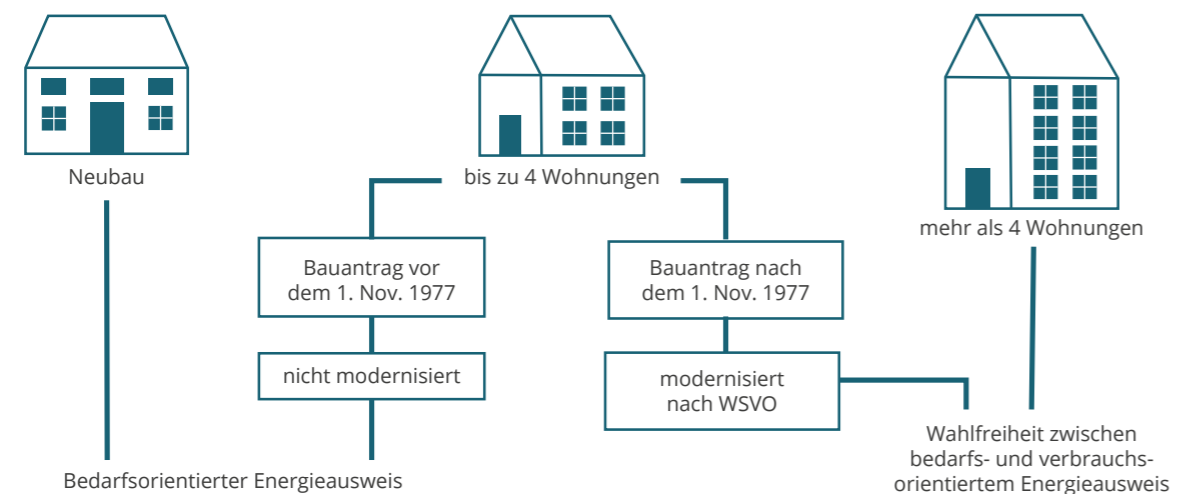 Neubau
bis zu 4 Wohnungen
mehr als 4 Wohnungen
Bauantrag vor
dem 1. Nov. 1977
Bauantrag nach
dem 1. Nov. 1977
nicht modernisiert
modernisiert
nach WSVO
Bedarfsorientierter Energieausweis
Wahlfreiheit zwischen
bedarfs- und verbrauchs-
orientiertem Energieausweis